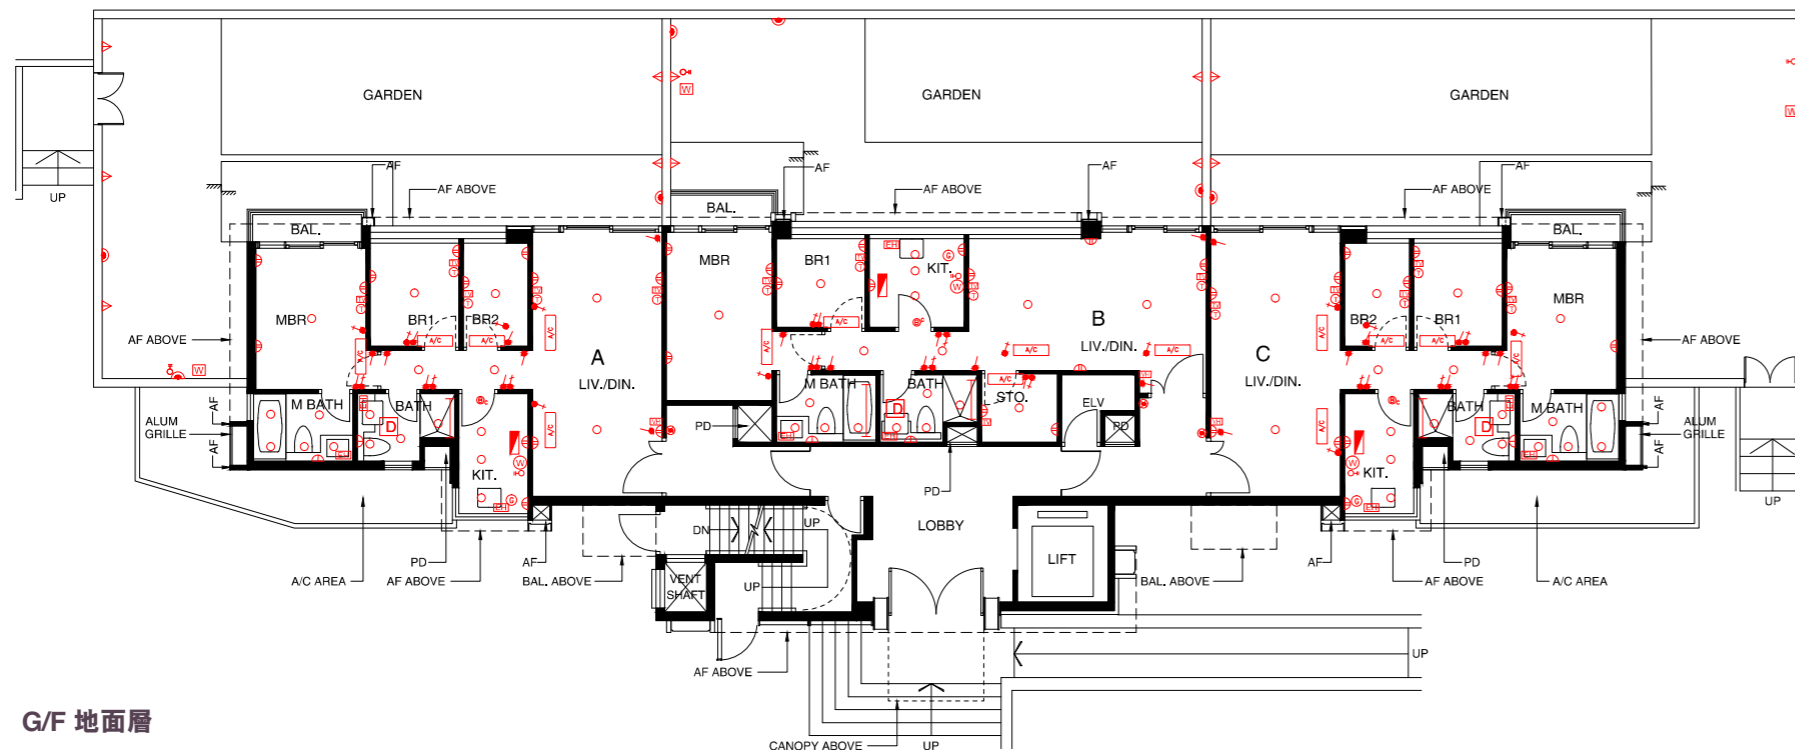 GARDEN GARDEN GARDEN
W
W
UP
AF AF AF AF
AF ABOVE AF ABOVE AF ABOVE
BAL.
BAL. BAL.
MBR BR1 KIT.
MBR BR1 BR2 BR2 BR1 MBR
B
LIV./DIN.
A
LIV./DIN.
C
LIV./DIN.
AF ABOVE AF ABOVE
A/C A/C A/C A/C A/C A/C A/C A/C A/C A/C A/C
M BATH BATH STO. ELV
M BATH BATH BATH M BATH
D D D
AF AF
ALUM
GRILLE
ALUM
GRILLE
AF AF
PD PD
KIT. KIT.
PD
LOBBY
LIFT
DN UP
UP
VENT
SHAFT
PD AF AF PD
A/C AREA AF ABOVE BAL. ABOVE BAL. ABOVE AF ABOVE A/C AREA
UP
UP
AF ABOVE
CANOPY ABOVE UP
G/F 地面層